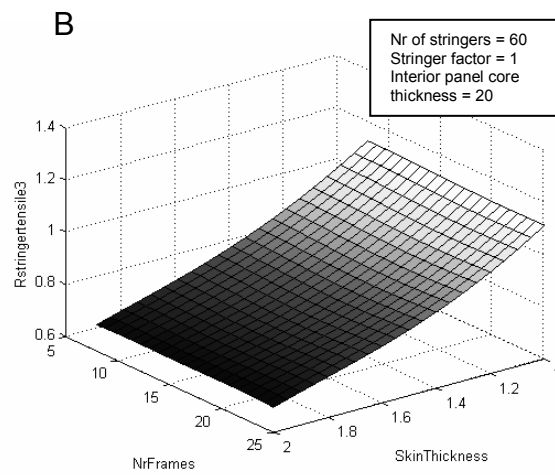 B
Nr of stringers = 60
Stringer factor = 1
Interior panel core
thickness = 20
Rstringertensile3
1.4
1.2
1
0.8
0.6
5
10
15
20
25
NrFrames
2
1.8
1.6
1.4
1.2
SkinThickness